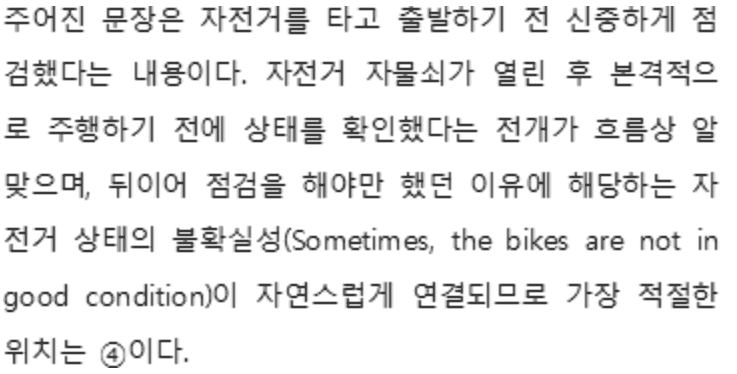 주어진 문장은 자전거를 타고 출발하기 전 신중하게 점
검했다는 내용이다. 자전거 자물쇠가 열린 후 본격적으
로 주행하기 전에 상태를 확인했다는 전개가 흐름상 알
맞으며, 뒤이어 점검을 해야만 했던 이유에 해당하는 자
전거 상태의 불확실성(Sometimes, the bikes are not in
good condition)이 자연스럽게 연결되므로 가장 적절한
위치는 ④이다.